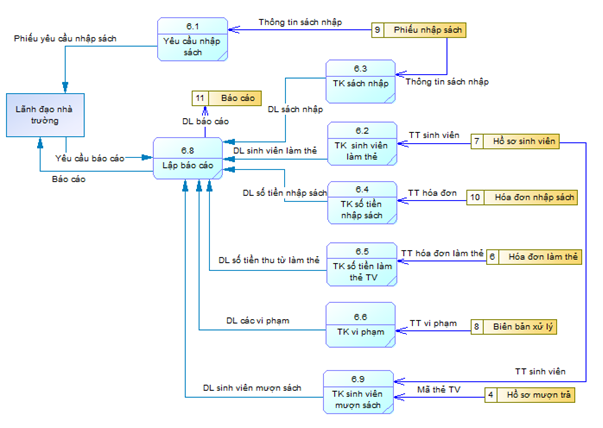 6.1
Yêu cầu nhập
sách
Thông tin sách nhập
9 Phiếu nhập sách
Phiếu yêu cầu nhập sách
6.3
TK sách nhập
Thông tin sách nhập
11 Báo cáo
DL sách nhập
Lãnh đạo nhà
trường
DL báo cáo
6.2
TK sinh viên
làm thẻ
TT sinh viên
7 Hồ sơ sinh viên
6.8
Lập báo cáo
DL sinh viên làm thẻ
Yêu cầu báo cáo
Báo cáo
DL số tiền nhập sách
6.4
TK số tiền
nhập sách
TT hóa đơn
10 Hóa đơn nhập sách
6.5
TK số tiền làm
thẻ TV
TT hóa đơn làm thẻ
6 Hóa đơn làm thẻ
DL số tiền thu từ làm thẻ
6.6
TK vi phạm
DL các vi phạm
TT vi phạm
8 Biên bản xử lý
6.9
TK sinh viên
mượn sách
TT sinh viên
DL sinh viên mượn sách
Mã thẻ TV
4 Hồ sơ mượn trả